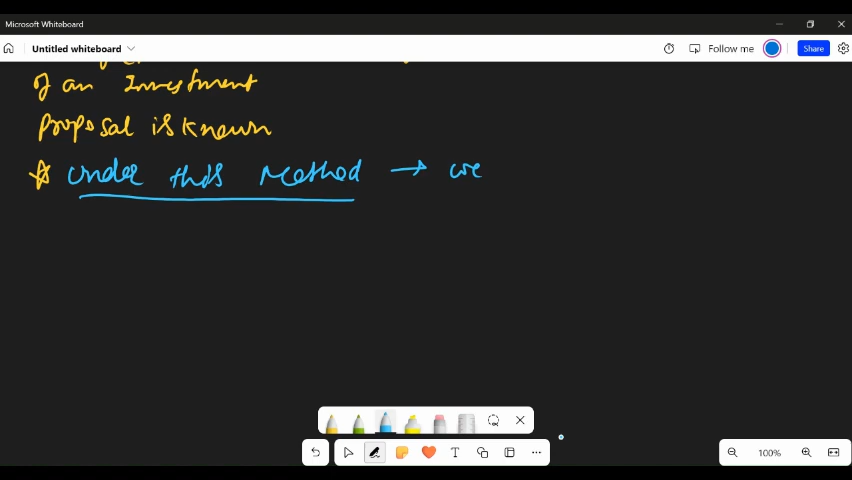 Microsoft Whiteboard
Untitled whiteboard
Follow me
Share
of an Investment
Proposal is known
Under this Method → we
100%